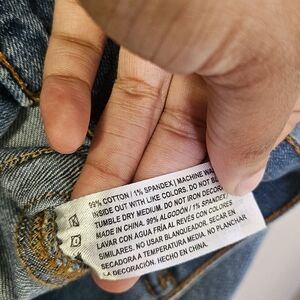 99% COTTON / 1% SPANDEX | MACHINE WASH
INSIDE OUT WITH LIKE COLORS. DO NOT
TUMBLE DRY MEDIUM. DO NOT IRON
MADE IN CHINA. 99% ALGODÓN / 1% SPANDEX
LAVAR CON AGUA FRÍA AL REVÉS CON COLORES
SIMILARES. NO USAR BLANQUEADOR. SECAR EN
SECADORA A TEMPERATURA MEDIA. NO PLANCHAR
LA DECORACIÓN. HECHO EN CHINA.